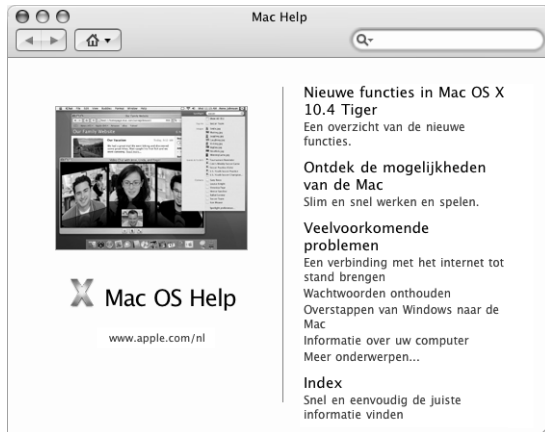 Mac Help
Nieuwe functies in Mac OS X
10.4 Tiger
Een overzicht van de nieuwe
functies.
Ontdek de mogelijkheden
van de Mac
Slim en snel werken en spelen.
Veelvoorkomende
problemen
Een verbinding met het internet tot
stand brengen
Wachtwoorden onthouden
Overstappen van Windows naar de
Mac
Informatie over uw computer
Meer onderwerpen...
Index
Snel en eenvoudig de juiste
informatie vinden
Our Family Website
Mac OS Help
www.apple.com/nl